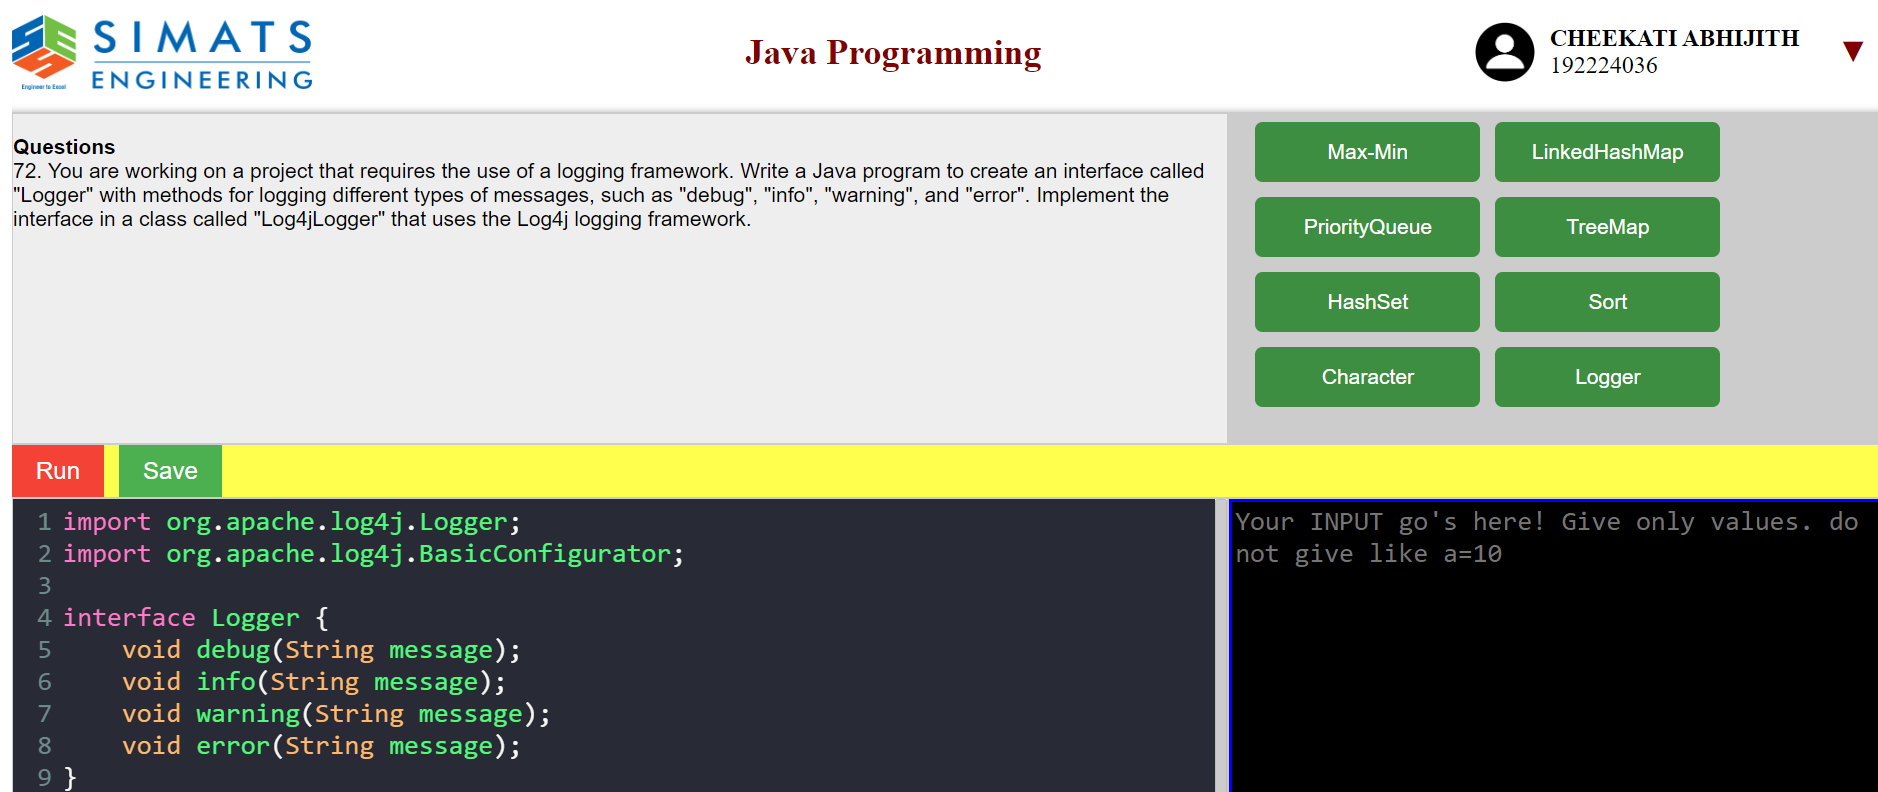 SIMATS
ENGINEERING
Engineer to Excel
Java Programming
CHEEKATI ABHIJITH
192224036
▼
Questions
72. You are working on a project that requires the use of a logging framework. Write a Java program to create an interface called
"Logger" with methods for logging different types of messages, such as "debug", "info", "warning", and "error". Implement the
interface in a class called "Log4jLogger" that uses the Log4j logging framework.
Max-Min
LinkedHashMap
PriorityQueue
TreeMap
HashSet
Sort
Character
Logger
Run
Save
1 import org.apache.log4j.Logger;
2 import org.apache.log4j.BasicConfigurator;
3
4 interface Logger {
5     void debug(String message);
6     void info(String message);
7     void warning(String message);
8     void error(String message);
9 }
Your INPUT go's here! Give only values. do
not give like a=10